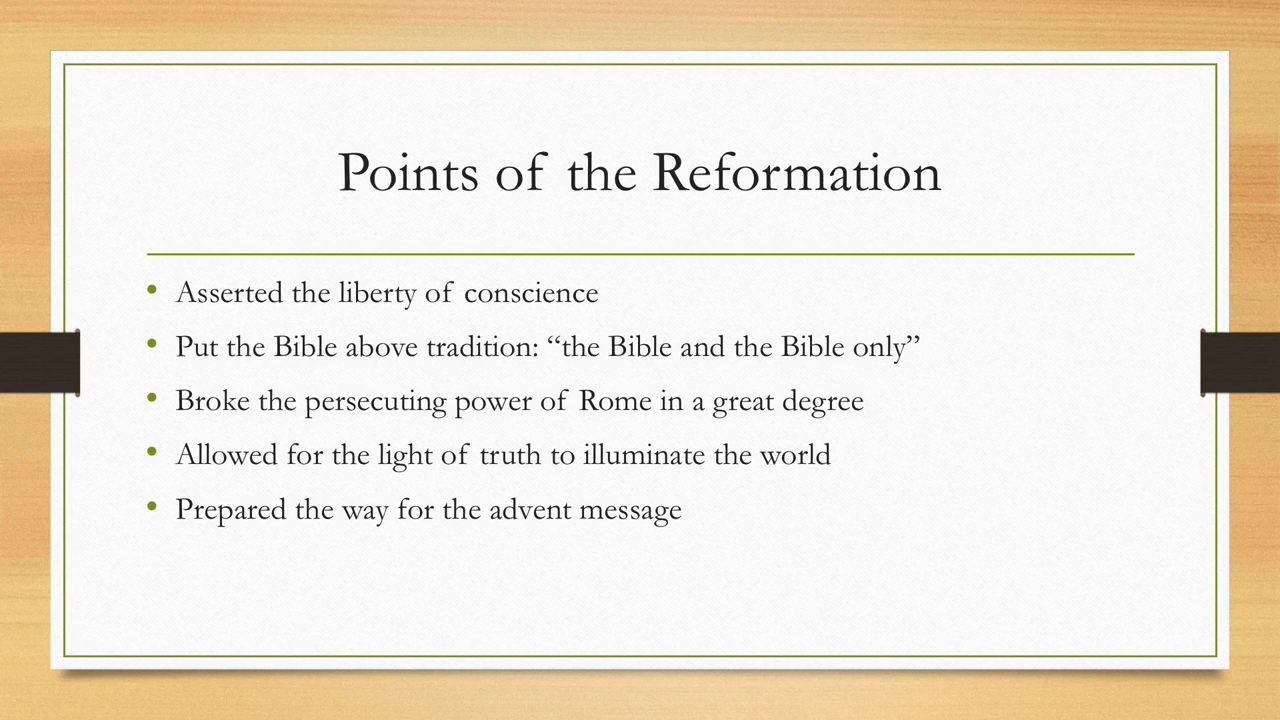 Points of the Reformation
• Asserted the liberty of conscience
• Put the Bible above tradition: “the Bible and the Bible only”
• Broke the persecuting power of Rome in a great degree
• Allowed for the light of truth to illuminate the world
• Prepared the way for the advent message